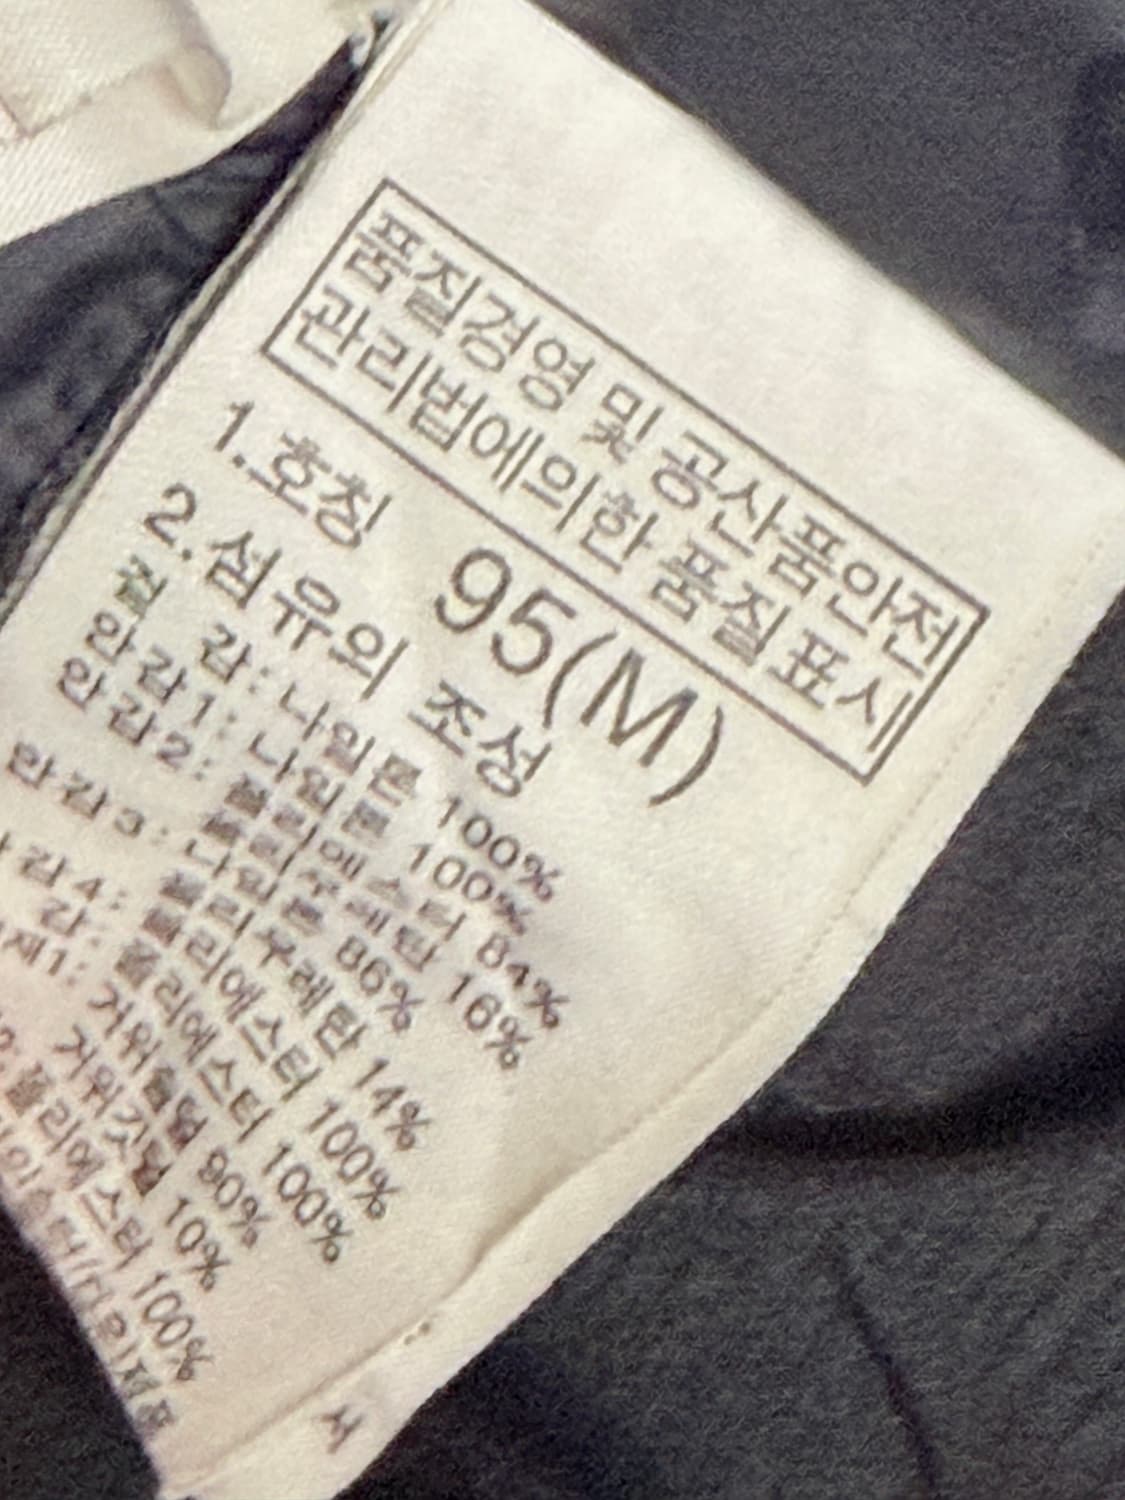 품질경영 및 공산품안전
관리법에의한 품질표시
1.호칭 95(M)
2.섬유의 조성
겉 감: 나일론 100%
안감1: 나일론 100%
안감2: 폴리에스터 84%
폴리우레탄 16%
안감3: 나일론 86%
폴리우레탄 14%
감4: 폴리에스터 100%
감: 폴리에스터 100%
재1: 거위솜털 90%
거위깃털 10%
2: 폴리에스터 100%